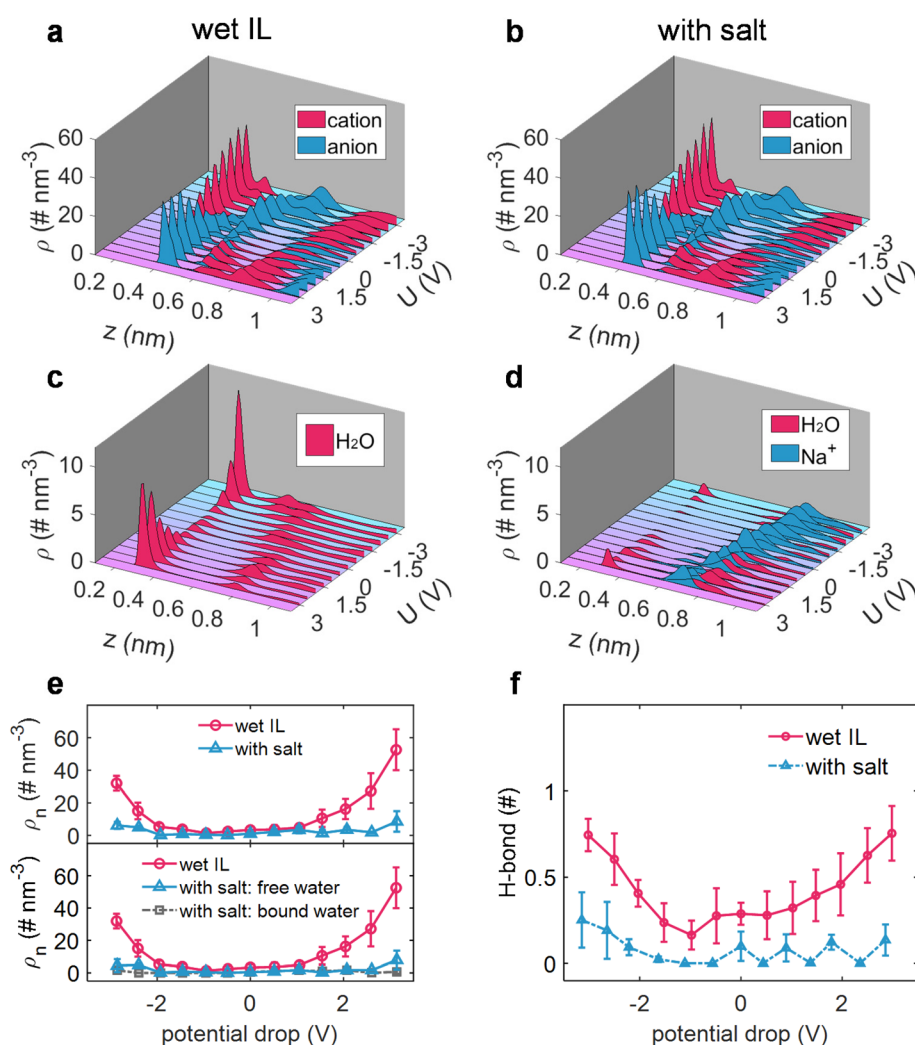 a wet IL
b with salt
cation
anion
60
40
20
0
ρ (# nm⁻³)
0.2 0.4 0.6 0.8 1
z (nm)
3 1.5 0 -1.5 -3
U (V)
cation
anion
60
40
20
0
ρ (# nm⁻³)
0.2 0.4 0.6 0.8 1
z (nm)
3 1.5 0 -1.5 -3
U (V)
c
H₂O
10
5
0
ρ (# nm⁻³)
0.2 0.4 0.6 0.8 1
z (nm)
3 1.5 0 -1.5 -3
U (V)
d
H₂O
Na⁺
10
5
0
ρ (# nm⁻³)
0.2 0.4 0.6 0.8 1
z (nm)
3 1.5 0 -1.5 -3
U (V)
e
wet IL
with salt
60
40
20
0
ρₙ (# nm⁻³)
wet IL
with salt: free water
with salt: bound water
60
40
20
0
ρₙ (# nm⁻³)
-2 0 2
potential drop (V)
f
wet IL
with salt
1
0.5
0
H-bond (#)
-2 0 2
potential drop (V)